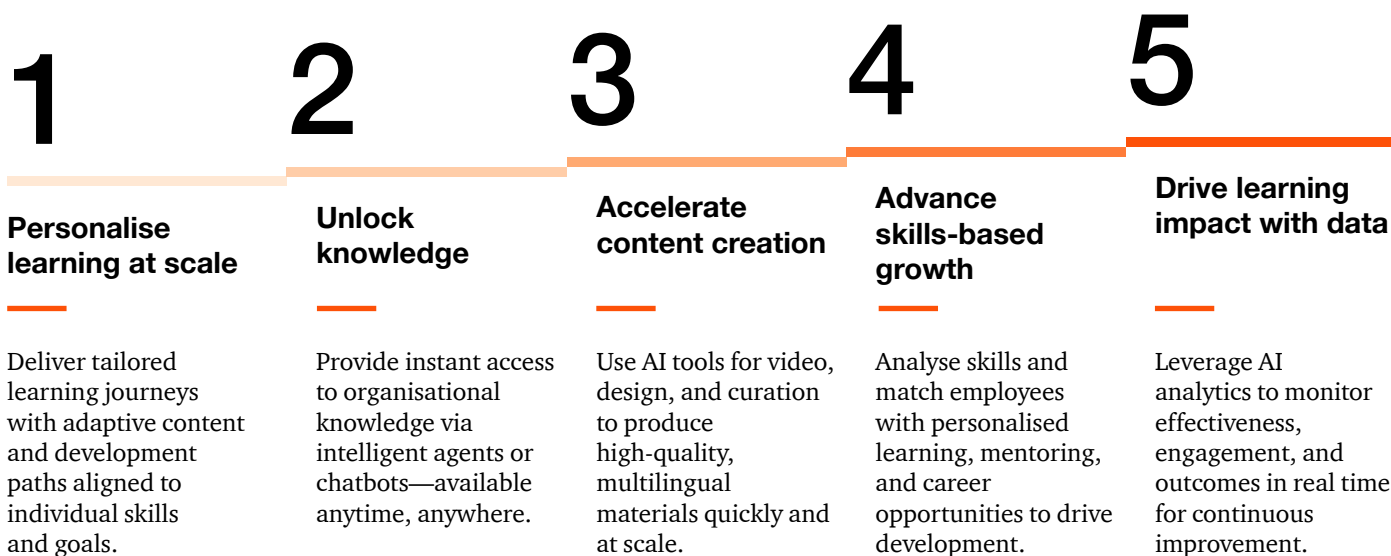 1
Personalise
learning at scale
Deliver tailored
learning journeys
with adaptive content
and development
paths aligned to
individual skills
and goals.
2
Unlock
knowledge
Provide instant access
to organisational
knowledge via
intelligent agents or
chatbots—available
anytime, anywhere.
3
Accelerate
content creation
Use AI tools for video,
design, and curation
to produce
high-quality,
multilingual
materials quickly and
at scale.
4
Advance
skills-based
growth
Analyse skills and
match employees
with personalised
learning, mentoring,
and career
opportunities to drive
development.
5
Drive learning
impact with data
Leverage AI
analytics to monitor
effectiveness,
engagement, and
outcomes in real time
for continuous
improvement.